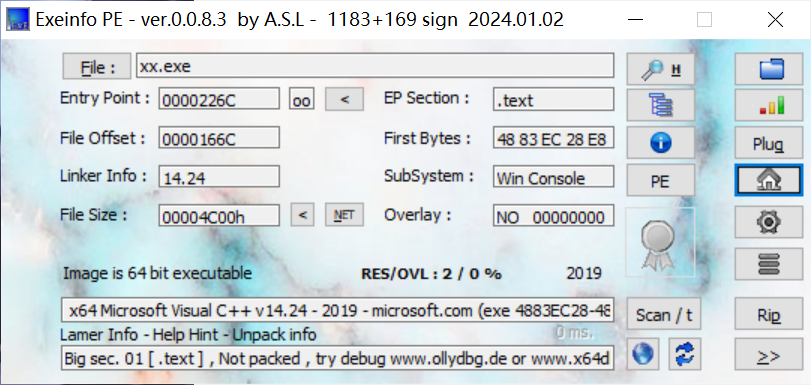 Exeinfo PE - ver.0.0.8.3 by A.S.L - 1183+169 sign 2024.01.02
File : xx.exe H
Entry Point : 0000226C oo < EP Section : .text
File Offset : 0000166C First Bytes : 48 83 EC 28 E8 Plug
Linker Info : 14.24 SubSystem : Win Console PE
File Size : 00004C00h < NET Overlay : NO 00000000
Image is 64 bit executable RES/OVL : 2 / 0 % 2019
x64 Microsoft Visual C++ v14.24 - 2019 - microsoft.com (exe 4883EC28-48 Scan / t Rip
Lamer Info - Help Hint - Unpack info 0 ms.
Big sec. 01 [ .text ] , Not packed , try debug www.ollydbg.de or www.x64d >>